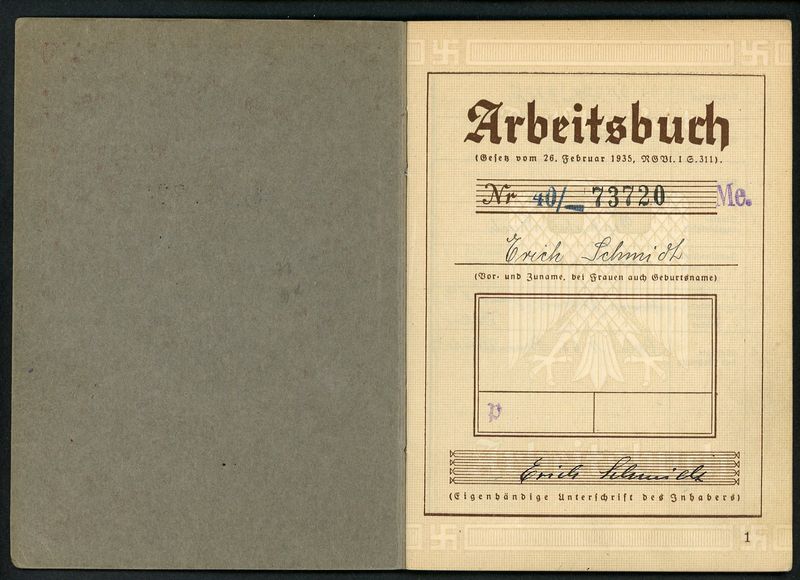 Arbeitsbuch
(Gesetz vom 26. Februar 1935, RGBl. I S. 311).
Nr 40/_ 73720 Me.
Erich Schmidt
(Vor- und Zuname, bei Frauen auch Geburtsname)
P
Erich Schmidt
(Eigenhändige Unterschrift des Inhabers)
1